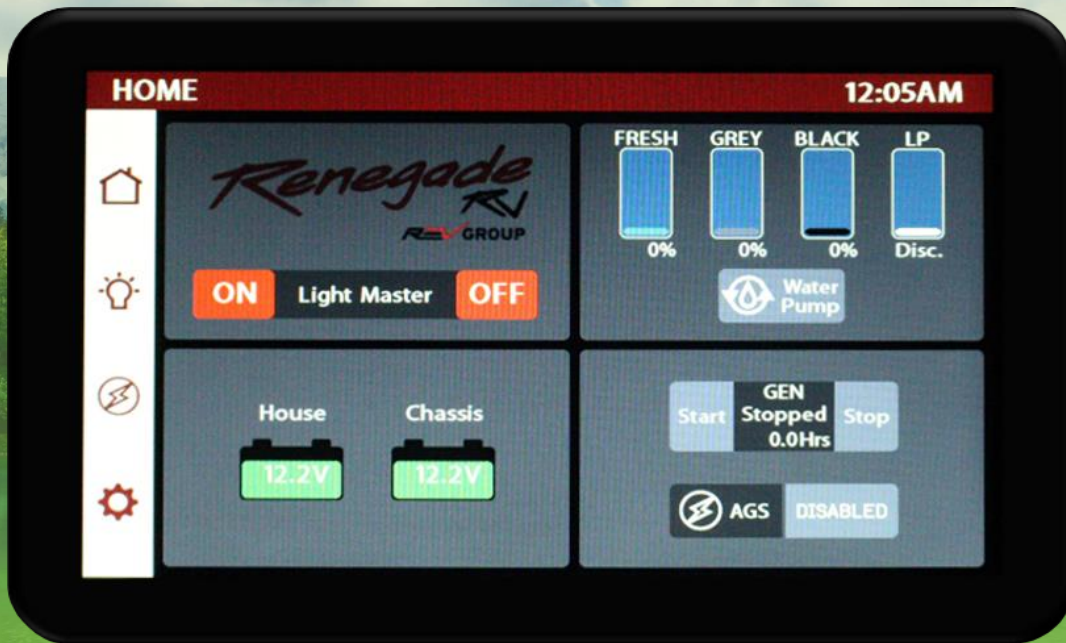 HOME
12:05AM
Renegade
RV
REV GROUP
ON Light Master OFF
FRESH GREY BLACK LP
0% 0% 0% Disc.
Water
Pump
House Chassis
12.2V 12.2V
GEN
Start Stopped Stop
0.0Hrs
AGS DISABLED